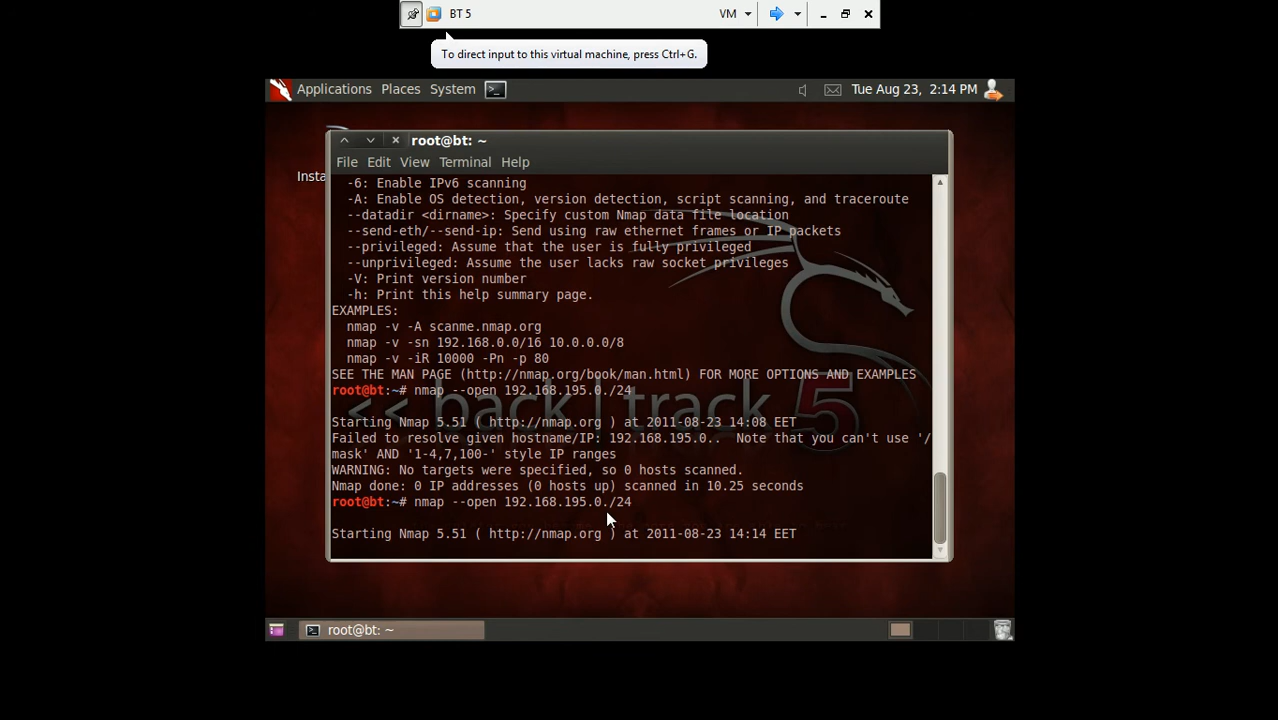 BT 5
VM
To direct input to this virtual machine, press Ctrl+G.
Applications Places System
Tue Aug 23, 2:14 PM
Insta
root@bt: ~
File Edit View Terminal Help
-6: Enable IPv6 scanning
-A: Enable OS detection, version detection, script scanning, and traceroute
--datadir <dirname>: Specify custom Nmap data file location
--send-eth/--send-ip: Send using raw ethernet frames or IP packets
--privileged: Assume that the user is fully privileged
--unprivileged: Assume the user lacks raw socket privileges
-V: Print version number
-h: Print this help summary page.
EXAMPLES:
nmap -v -A scanme.nmap.org
nmap -v -sn 192.168.0.0/16 10.0.0.0/8
nmap -v -iR 10000 -Pn -p 80
SEE THE MAN PAGE (http://nmap.org/book/man.html) FOR MORE OPTIONS AND EXAMPLES
root@bt:~# nmap --open 192.168.195.0./24
<< back | track 5
Starting Nmap 5.51 ( http://nmap.org ) at 2011-08-23 14:08 EET
Failed to resolve given hostname/IP: 192.168.195.0..  Note that you can't use '/
mask' AND '1-4,7,100-' style IP ranges
WARNING: No targets were specified, so 0 hosts scanned.
Nmap done: 0 IP addresses (0 hosts up) scanned in 10.25 seconds
root@bt:~# nmap --open 192.168.195.0./24
Starting Nmap 5.51 ( http://nmap.org ) at 2011-08-23 14:14 EET
root@bt: ~